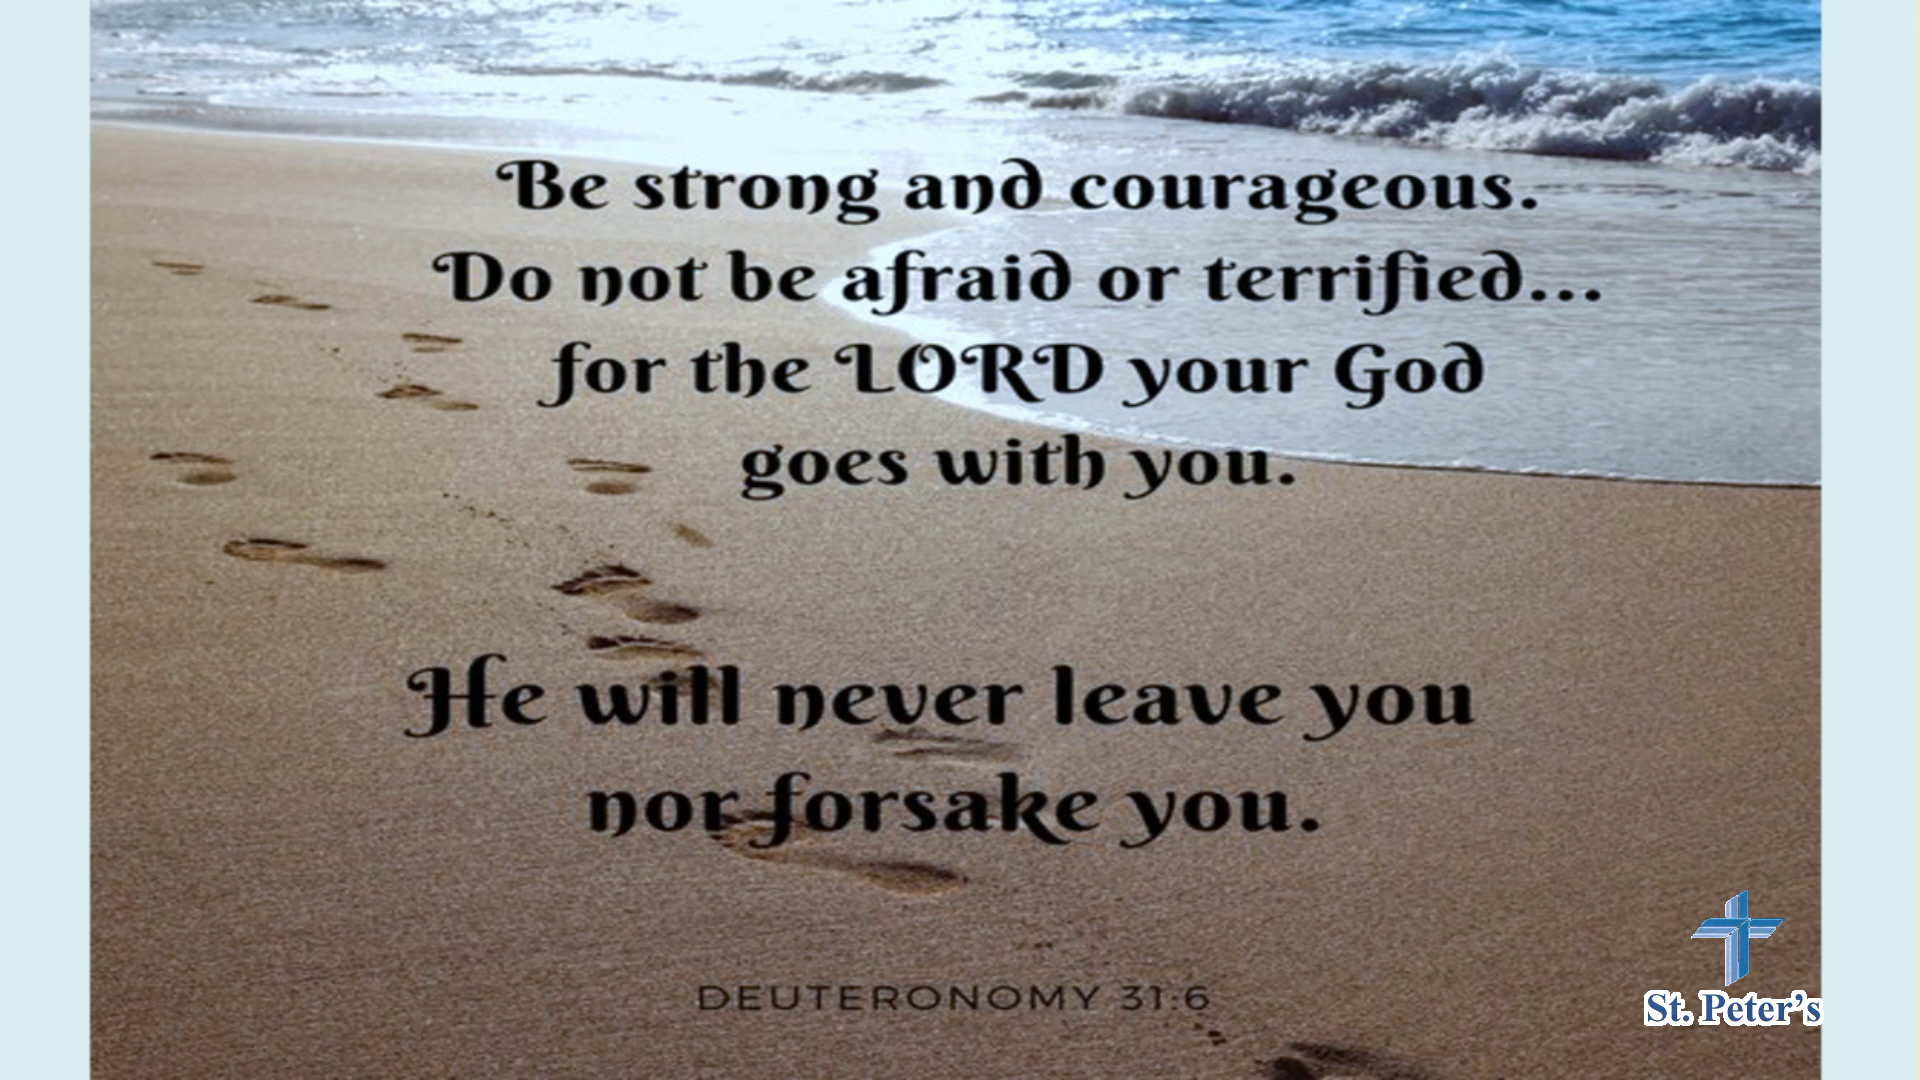 Be strong and courageous.
Do not be afraid or terrified...
for the LORD your God
goes with you.
He will never leave you
nor forsake you.
DEUTERONOMY 31:6
St. Peter's